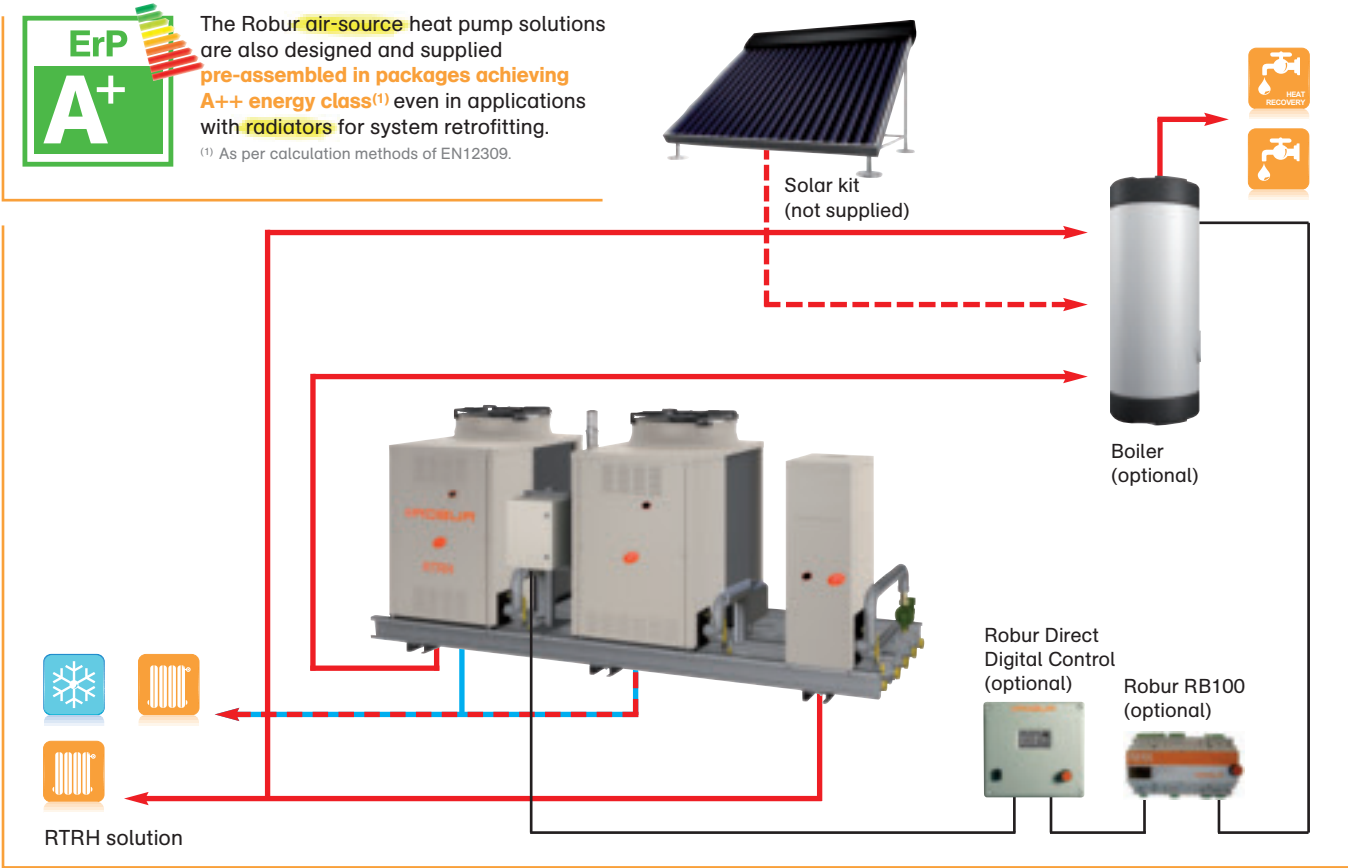 ErP
A+
The Robur air-source heat pump solutions
are also designed and supplied
pre-assembled in packages achieving
A++ energy class(1) even in applications
with radiators for system retrofitting.
(1) As per calculation methods of EN12309.
HEAT
RECOVERY
Solar kit
(not supplied)
Boiler
(optional)
ROBUR
RTRH
Robur Direct
Digital Control
(optional)
Robur RB100
(optional)
RTRH solution